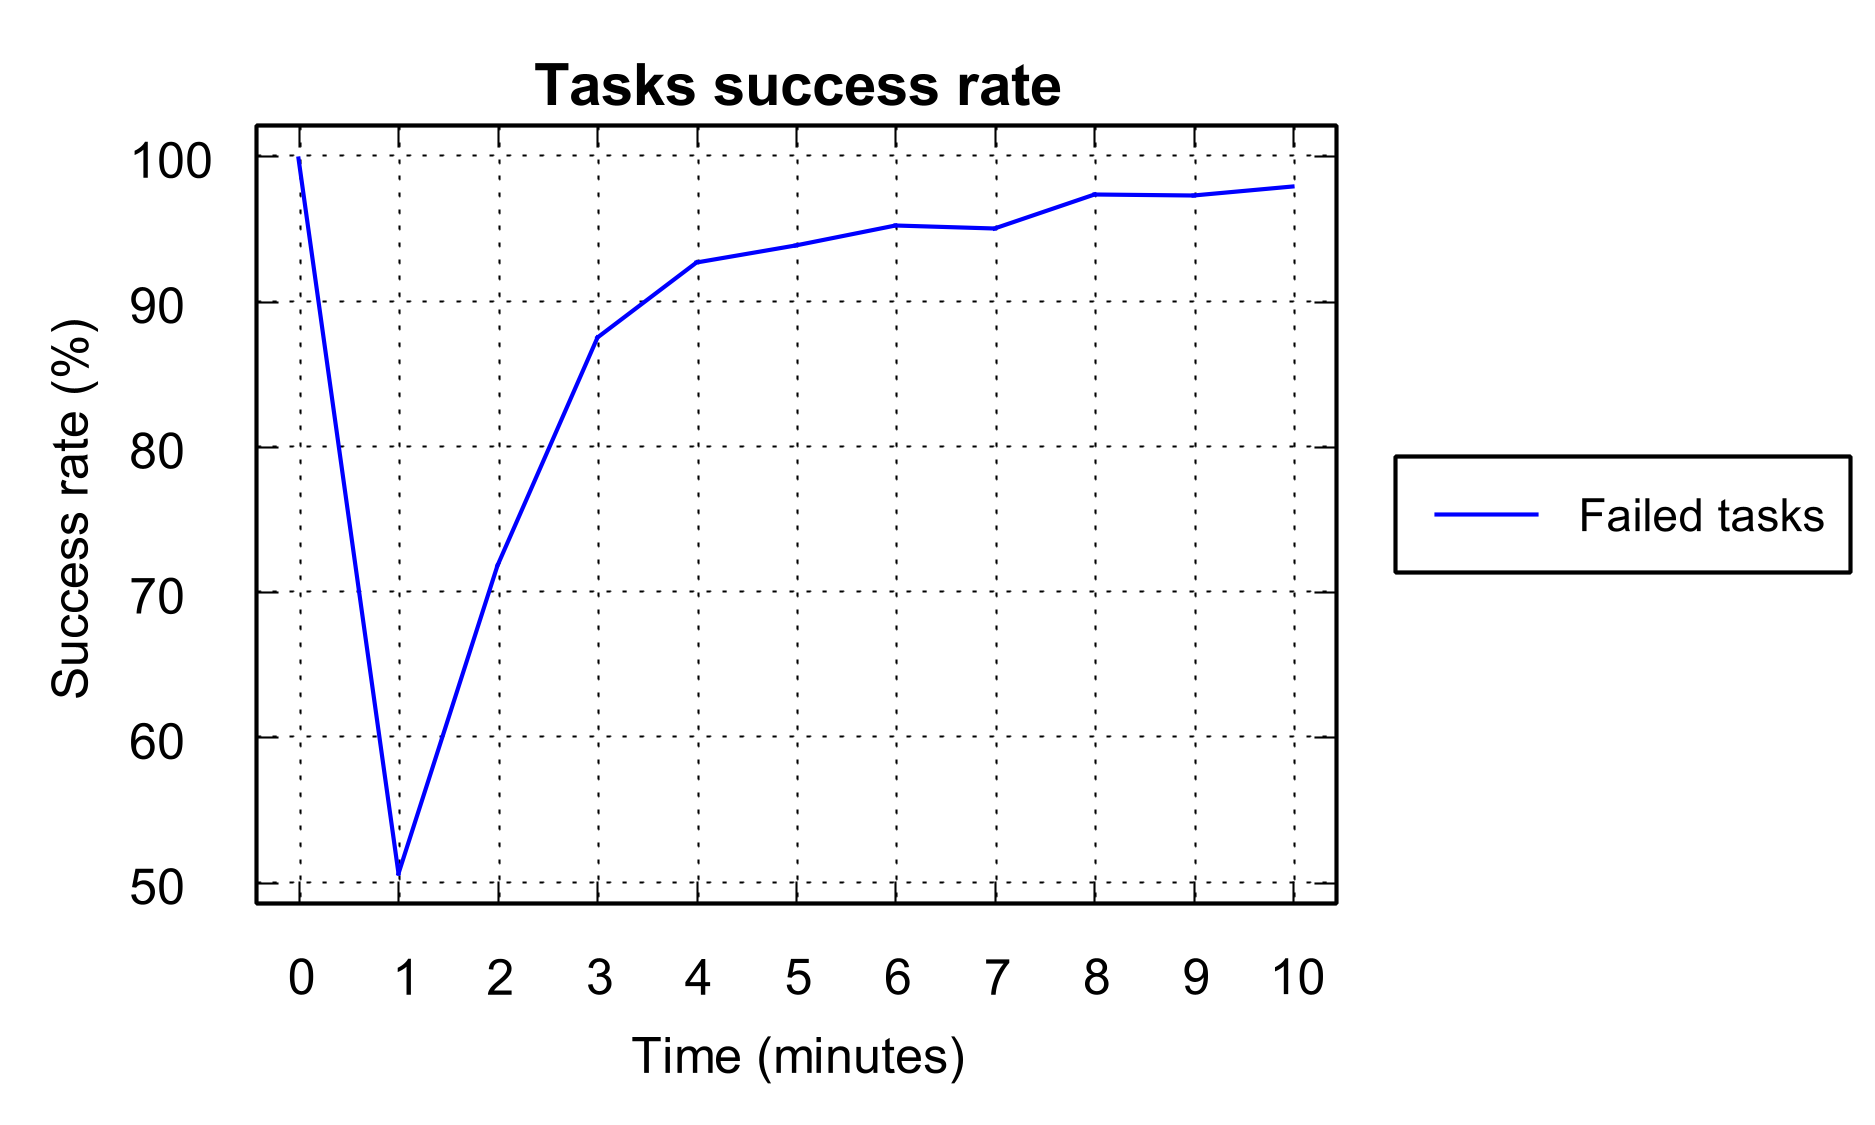 Tasks success rate
100
90
80
70
60
50
Success rate (%)
0 1 2 3 4 5 6 7 8 9 10
Time (minutes)
Failed tasks